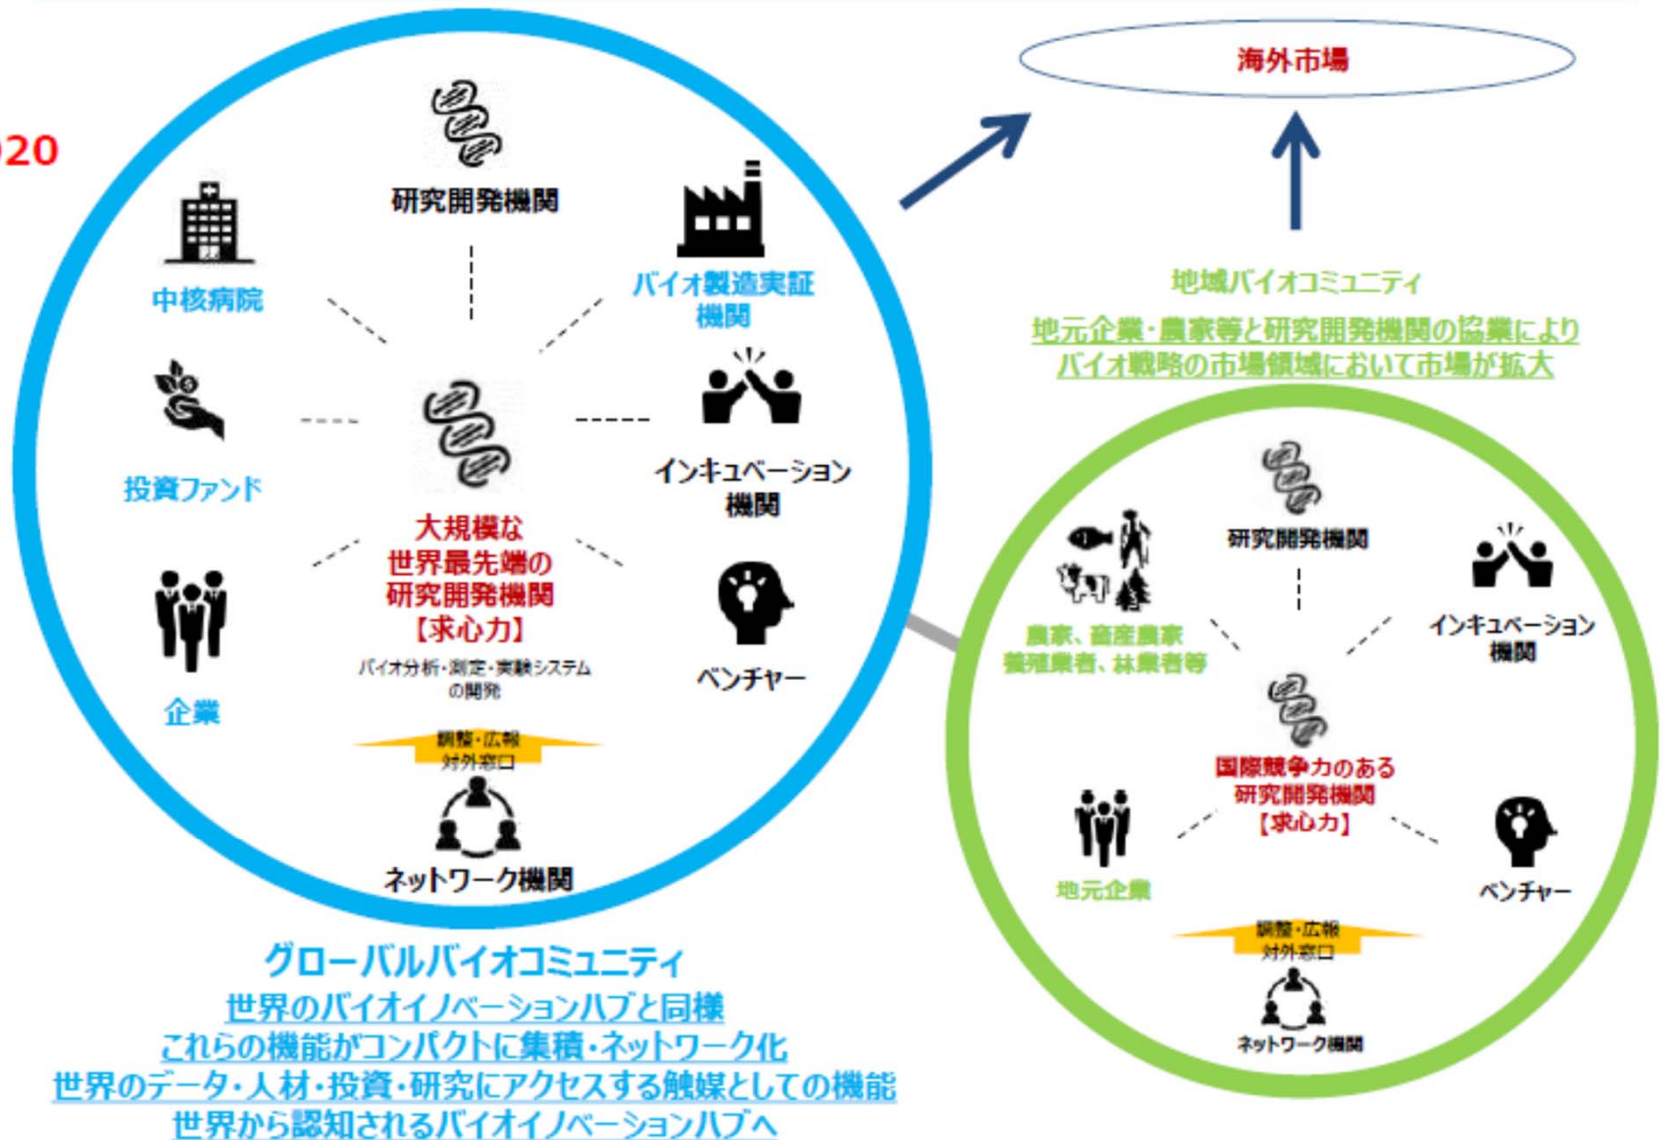 020
海外市場
研究開発機関
中核病院
バイオ製造実証
機関
投資ファンド
インキュベーション
機関
大規模な
世界最先端の
研究開発機関
【求心力】
バイオ分析・測定・実験システム
の開発
企業
ベンチャー
調整・広報
対外窓口
ネットワーク機関
グローバルバイオコミュニティ
世界のバイオイノベーションハブと同様
これらの機能がコンパクトに集積・ネットワーク化
世界のデータ・人材・投資・研究にアクセスする触媒としての機能
世界から認知されるバイオイノベーションハブへ
地域バイオコミュニティ
地元企業・農家等と研究開発機関の協業により
バイオ戦略の市場領域において市場が拡大
研究開発機関
農家、畜産農家
養殖業者、林業者等
インキュベーション
機関
国際競争力のある
研究開発機関
【求心力】
地元企業
ベンチャー
調整・広報
対外窓口
ネットワーク機関